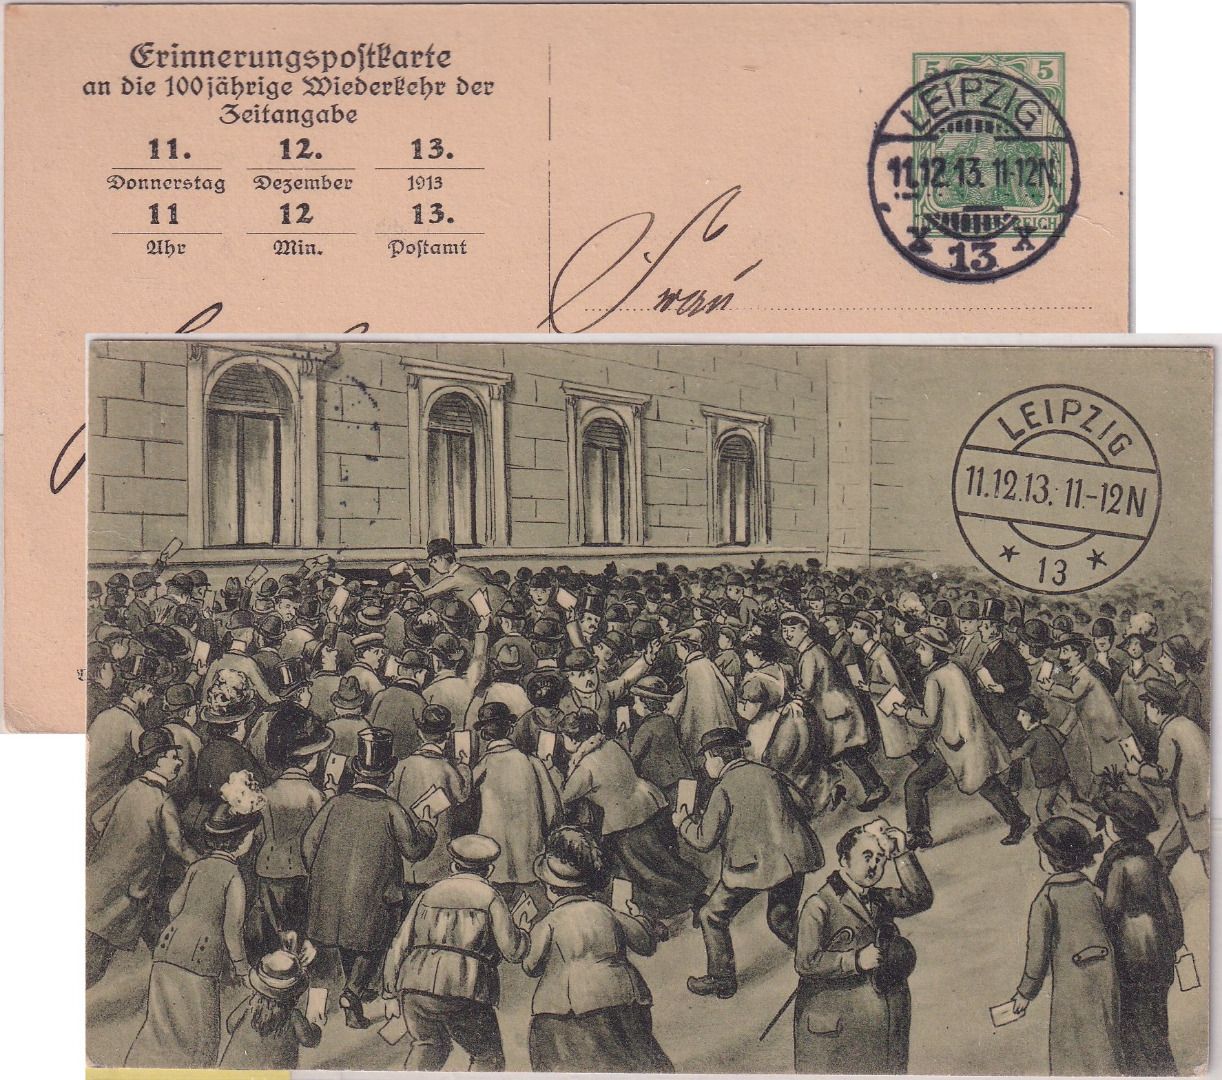 Erinnerungspostkarte
an die 100jährige Wiederkehr der
Zeitangabe
11. 12. 13.
Donnerstag Dezember 1913
11 12 13.
Uhr Min. Postamt
5 5
LEIPZIG
11.12.13. 11-12N.
13
REICH
LEIPZIG
11.12.13. 11-12N
* 13 *